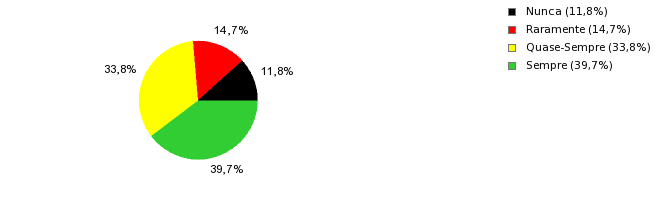 14,7%
33,8%
11,8%
39,7%
Nunca (11,8%)
Raramente (14,7%)
Quase-Sempre (33,8%)
Sempre (39,7%)